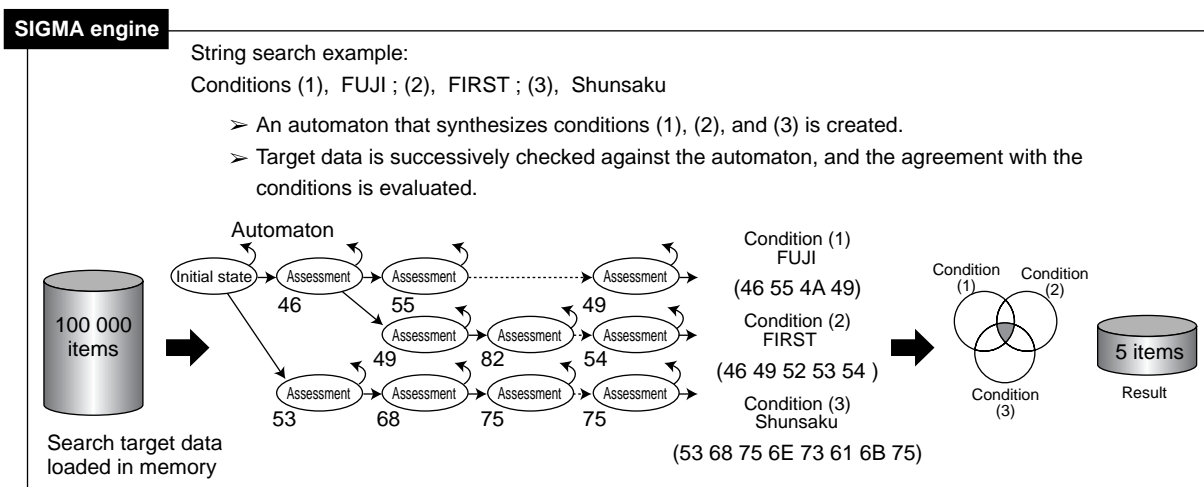 SIGMA engine
String search example:
Conditions (1), FUJI ; (2), FIRST ; (3), Shunsaku
➢ An automaton that synthesizes conditions (1), (2), and (3) is created.
➢ Target data is successively checked against the automaton, and the agreement with the
conditions is evaluated.
100 000
items
Search target data
loaded in memory
Automaton
Initial state
Assessment
46
Assessment
55
Assessment
49
Assessment
49
Assessment
82
Assessment
54
Assessment
53
Assessment
68
Assessment
75
Assessment
75
Condition (1)
FUJI
(46 55 4A 49)
Condition (2)
FIRST
(46 49 52 53 54 )
Condition (3)
Shunsaku
(53 68 75 6E 73 61 6B 75)
Condition
(1)
Condition
(2)
Condition
(3)
5 items
Result